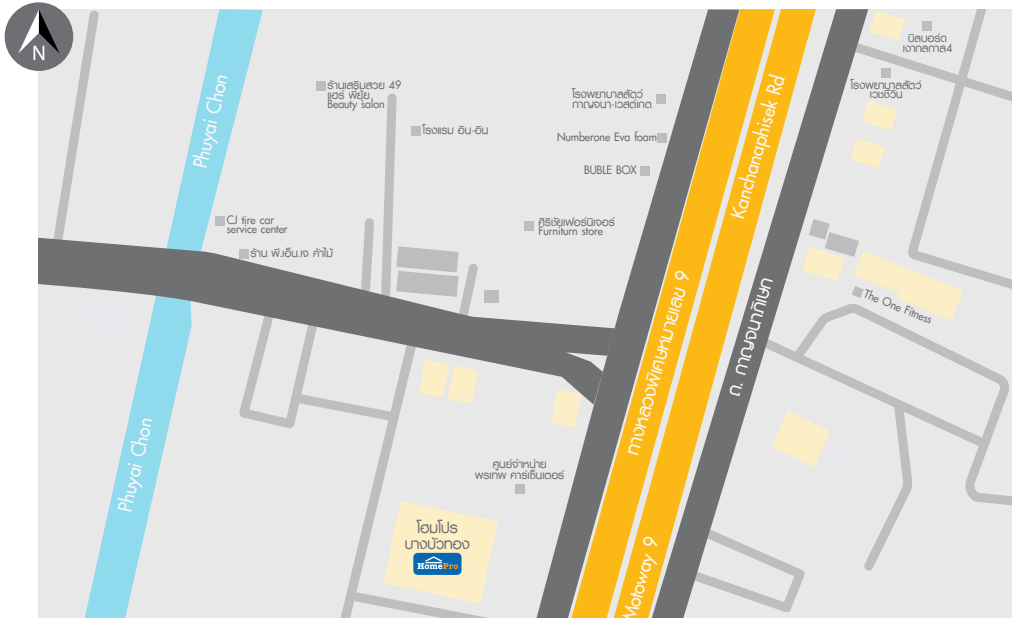 N
Phuyai Chon
ร้านเสริมสวย 49
แฮร์ พิยัย
Beauty salon
โรงแรม อิน-อัน
โรงพยาบาลสัตว์
กาญจนา-เวสต์เกต
Numberone Eva foam
BUBLE BOX
ศิริชัยเฟอร์นิเจอร์
Furniturn store
CJ tire car
service center
ร้าน พี.เอ็น.เจ ค้าไม้
บิลบอร์ด
เงากลกาล4
โรงพยาบาลสัตว์
เวชชีวิน
Kanchanaphisek Rd
ทางหลวงพิเศษหมายเลข 9
ถ. กาญจนาภิเษก
The One Fitness
Phuyai Chon
ศูนย์จำหน่าย
พรเทพ คาร์เซ็นเตอร์
โฮมโปร
บางบัวทอง
HomePro
Motoway 9